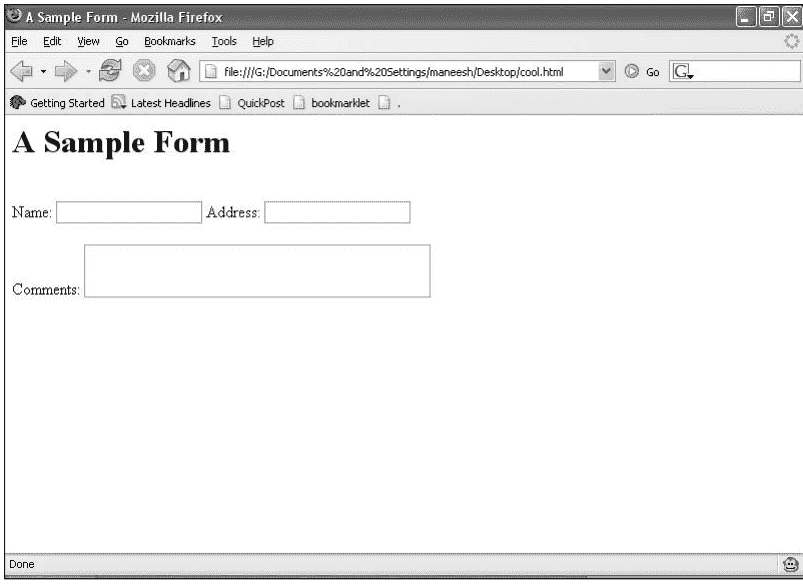 A Sample Form - Mozilla Firefox
File Edit View Go Bookmarks Tools Help
file:///G:/Documents%20and%20Settings/maneesh/Desktop/cool.html Go G
Getting Started Latest Headlines QuickPost bookmarklet .
A Sample Form
Name: Address:
Comments:
Done